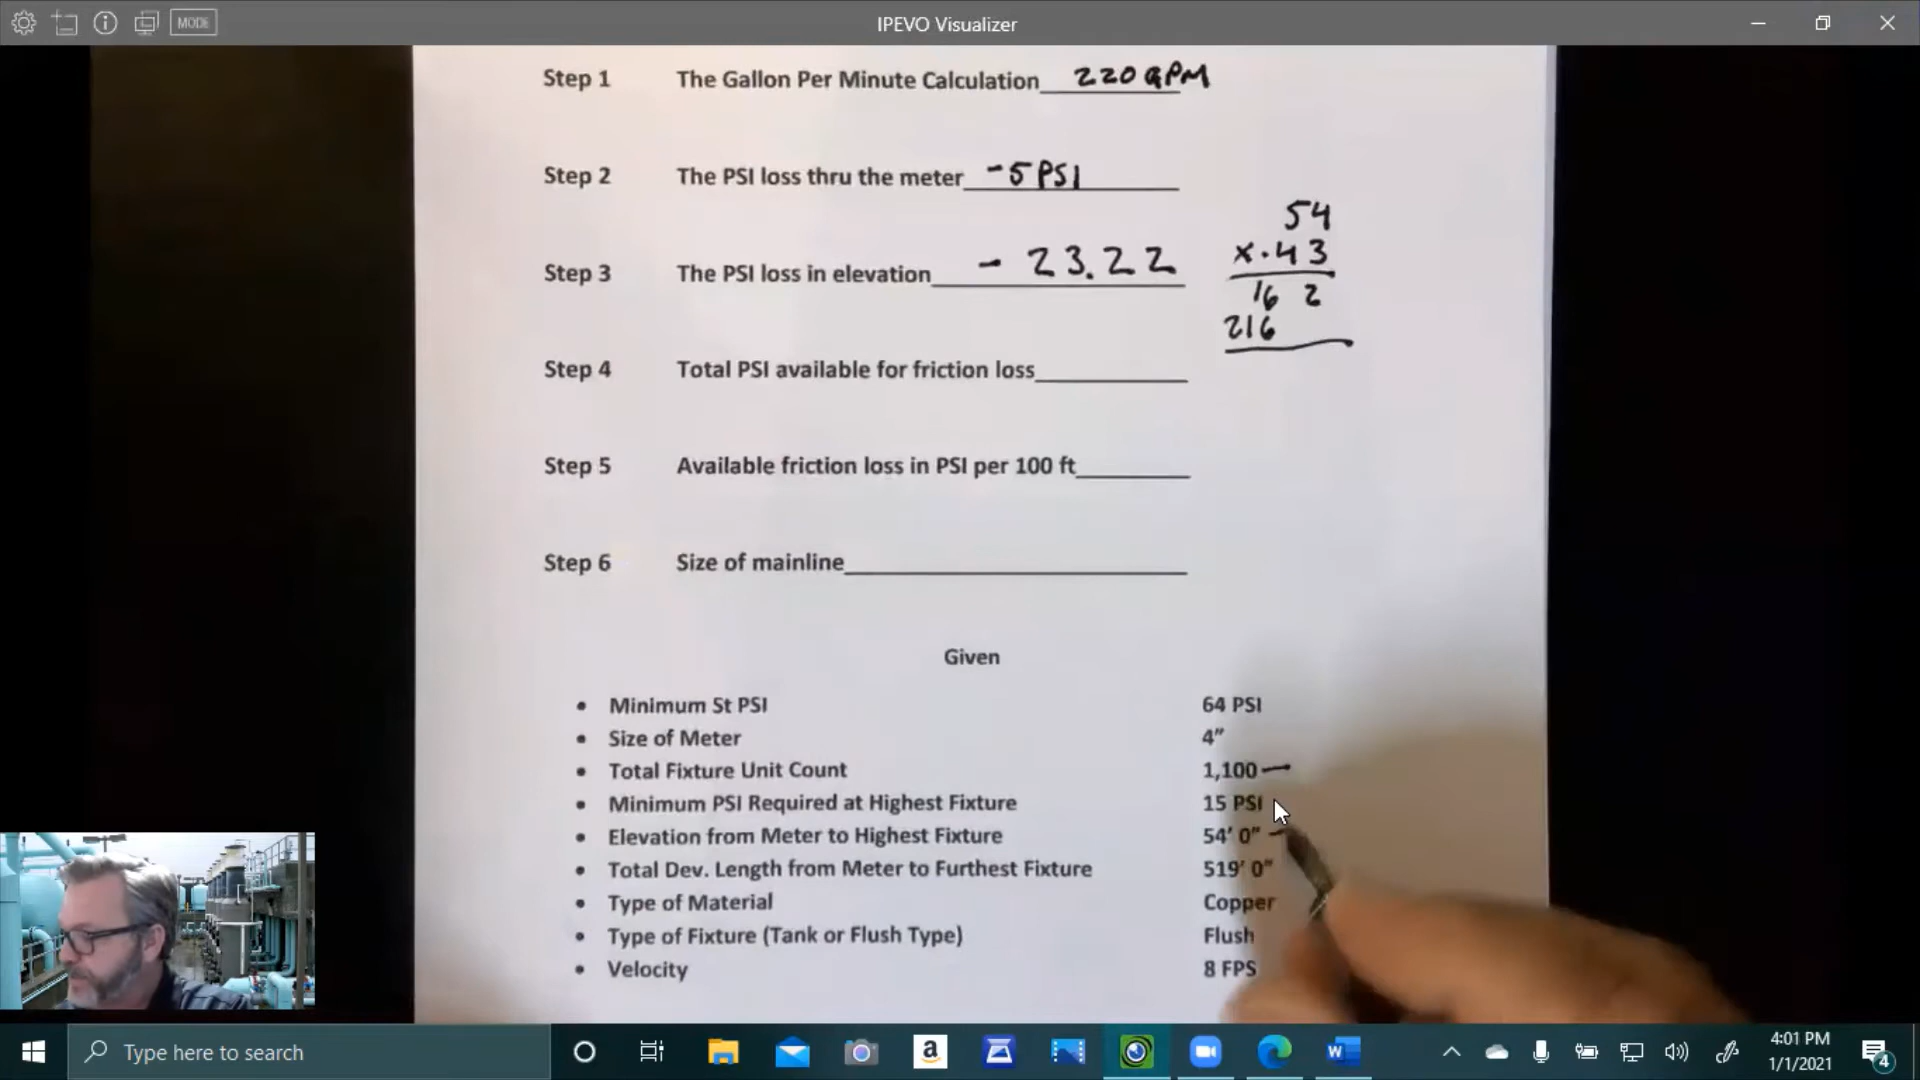 MODE
IPEVO Visualizer
Step 1 The Gallon Per Minute Calculation 220 GPM
Step 2 The PSI loss thru the meter -5 PSI
54
Step 3 The PSI loss in elevation - 23.22 x.43
16 2
216
Step 4 Total PSI available for friction loss
Step 5 Available friction loss in PSI per 100 ft
Step 6 Size of mainline
Given
• Minimum St PSI 64 PSI
• Size of Meter 4"
• Total Fixture Unit Count 1,100
• Minimum PSI Required at Highest Fixture 15 PSI
• Elevation from Meter to Highest Fixture 54' 0"
• Total Dev. Length from Meter to Furthest Fixture 519' 0"
• Type of Material Copper
• Type of Fixture (Tank or Flush Type) Flush
• Velocity 8 FPS
Type here to search
4:01 PM
1/1/2021
4